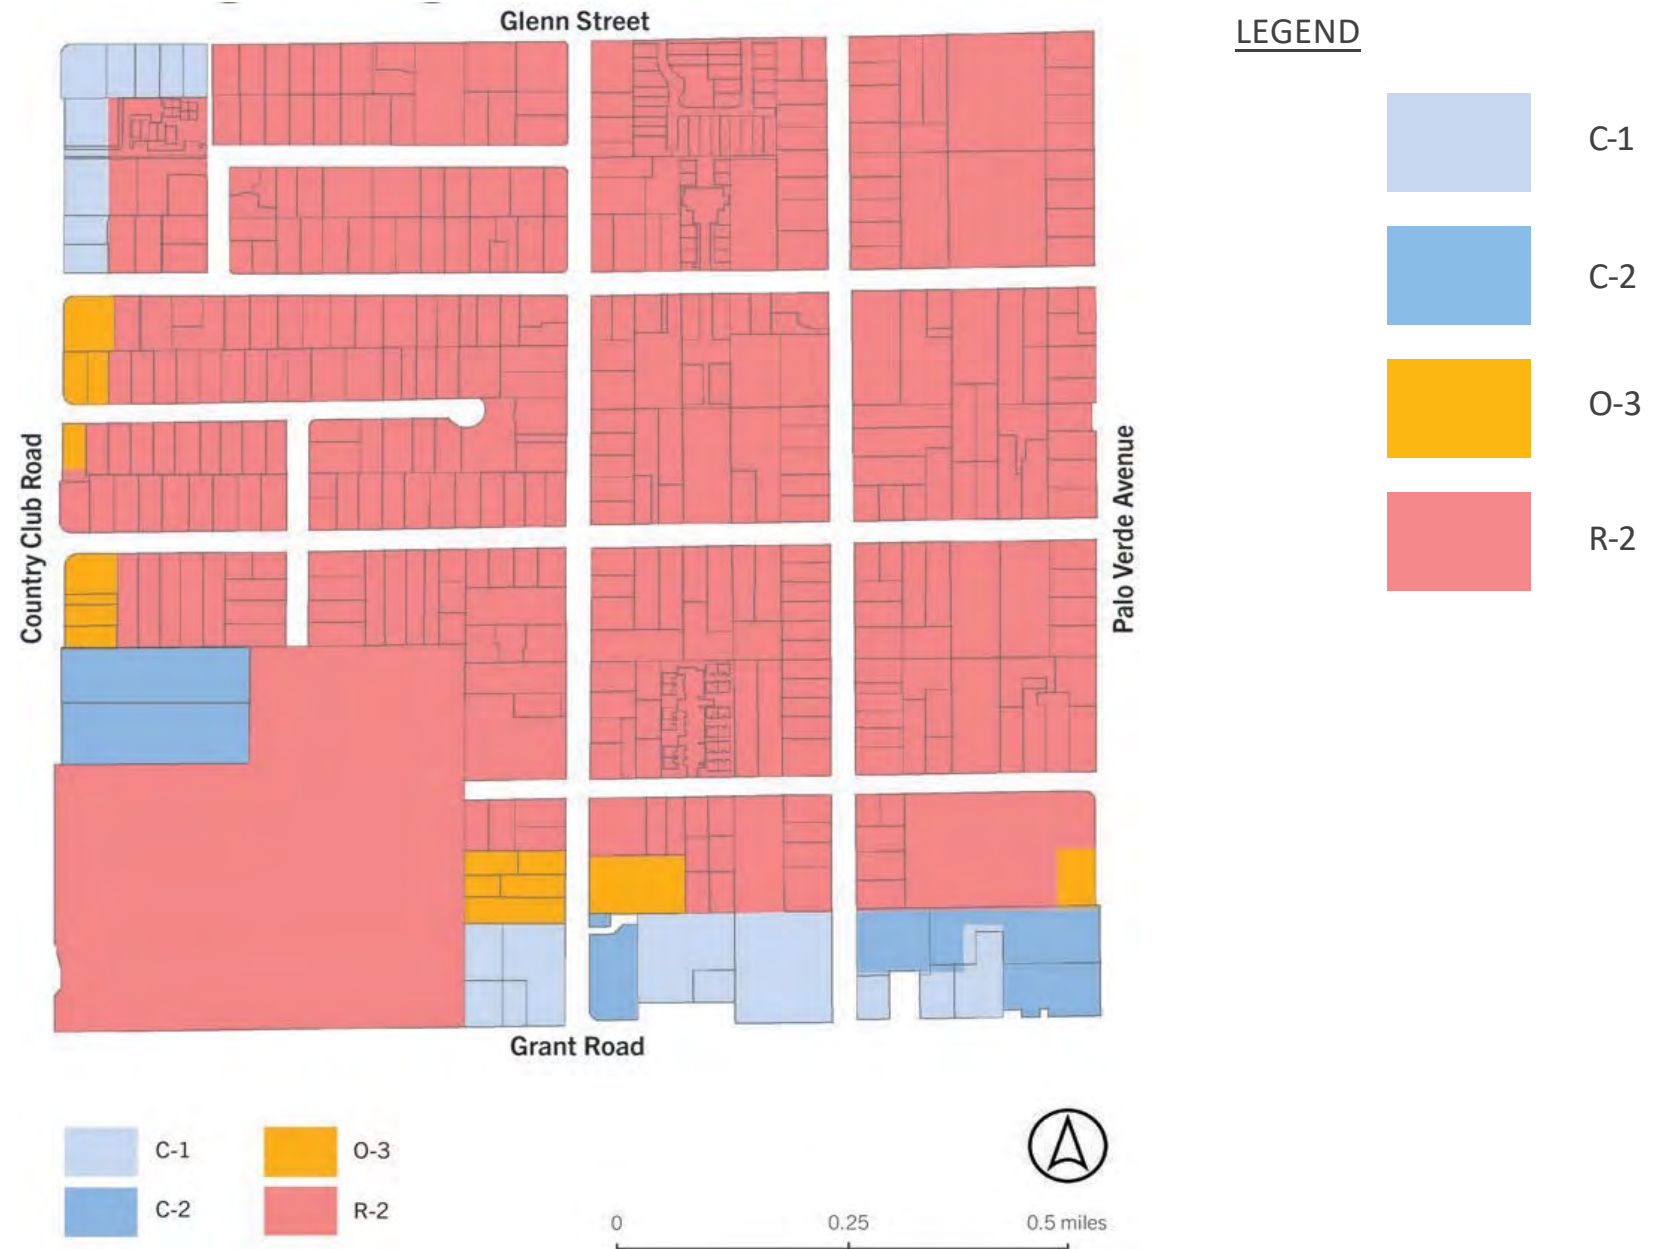 Glenn Street
LEGEND
C-1
C-2
O-3
R-2
Country Club Road
Palo Verde Avenue
Grant Road
C-1
O-3
C-2
R-2
0
0.25
0.5 miles